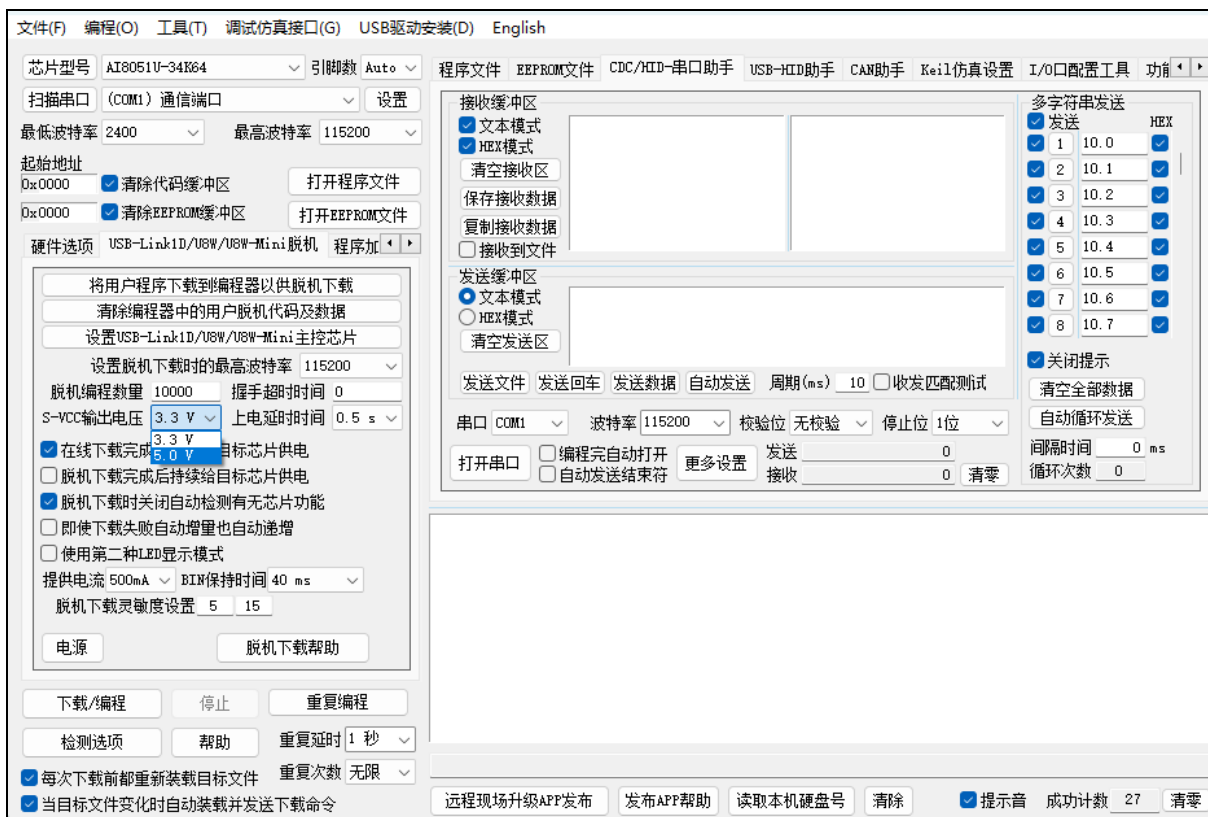 文件(F) 编程(O) 工具(T) 调试仿真接口(G) USB驱动安装(D) English
芯片型号 AI8051U-34K64 引脚数 Auto
扫描串口 (COM1) 通信端口 设置
最低波特率 2400 最高波特率 115200
起始地址
0x0000 清除代码缓冲区 打开程序文件
0x0000 清除EEPROM缓冲区 打开EEPROM文件
硬件选项 USB-Link1D/U8W/U8W-Mini脱机 程序加
将用户程序下载到编程器以供脱机下载
清除编程器中的用户脱机代码及数据
设置USB-Link1D/U8W/U8W-Mini主控芯片
设置脱机下载时的最高波特率 115200
脱机编程数量 10000 握手超时时间 0
S-VCC输出电压 3.3 V 上电延时时间 0.5 s
3.3 V
5.0 V
在线下载完成 目标芯片供电
脱机下载完成后持续给目标芯片供电
脱机下载时关闭自动检测有无芯片功能
即使下载失败自动增量也自动递增
使用第二种LED显示模式
提供电流 500mA BIN保持时间 40 ms
脱机下载灵敏度设置 5 15
电源 脱机下载帮助
下载/编程 停止 重复编程
检测选项 帮助 重复延时 1 秒
每次下载前都重新装载目标文件 重复次数 无限
当目标文件变化时自动装载并发送下载命令
程序文件 EEPROM文件 CDC/HID-串口助手 USB-HID助手 CAN助手 Keil仿真设置 I/O口配置工具 功能
接收缓冲区
文本模式
HEX模式
清空接收区
保存接收数据
复制接收数据
接收到文件
发送缓冲区
文本模式
HEX模式
清空发送区
发送文件 发送回车 发送数据 自动发送 周期(ms) 10 收发匹配测试
串口 COM1 波特率 115200 校验位 无校验 停止位 1位
打开串口 编程完自动打开 更多设置 发送 0
自动发送结束符 接收 0 清零
多字符串发送
发送 HEX
1 10.0
2 10.1
3 10.2
4 10.3
5 10.4
6 10.5
7 10.6
8 10.7
关闭提示
清空全部数据
自动循环发送
间隔时间 0 ms
循环次数 0
远程现场升级APP发布 发布APP帮助 读取本机硬盘号 清除 提示音 成功计数 27 清零